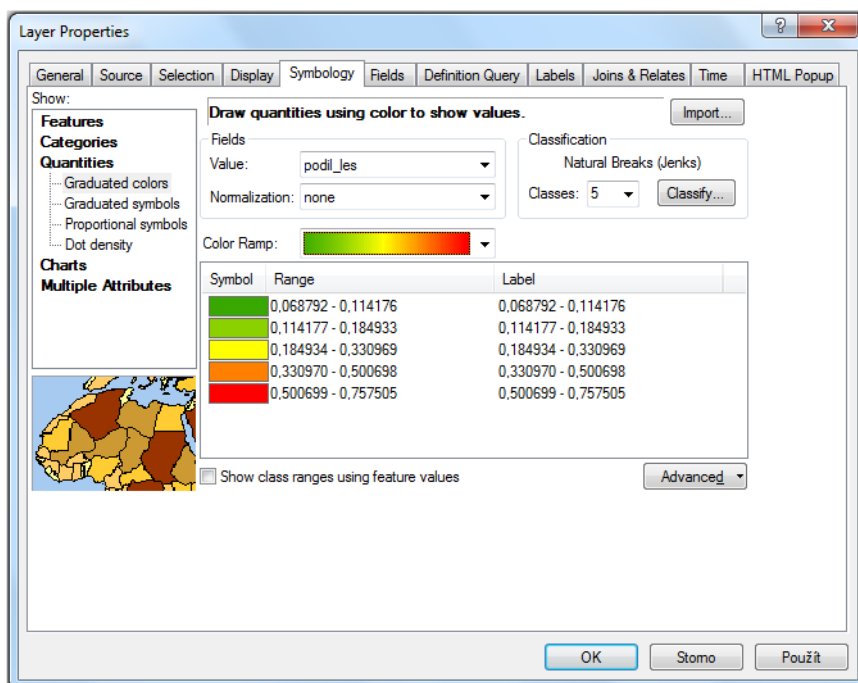 Layer Properties
General Source Selection Display Symbology Fields Definition Query Labels Joins & Relates Time HTML Popup
Show:
Features
Categories
Quantities
Graduated colors
Graduated symbols
Proportional symbols
Dot density
Charts
Multiple Attributes
Draw quantities using color to show values.
Import...
Fields
Value: podil_les
Normalization: none
Classification
Natural Breaks (Jenks)
Classes: 5 Classify...
Color Ramp:
Symbol Range Label
0,068792 - 0,114176 0,068792 - 0,114176
0,114177 - 0,184933 0,114177 - 0,184933
0,184934 - 0,330969 0,184934 - 0,330969
0,330970 - 0,500698 0,330970 - 0,500698
0,500699 - 0,757505 0,500699 - 0,757505
Show class ranges using feature values
Advanced
OK Storno Použít